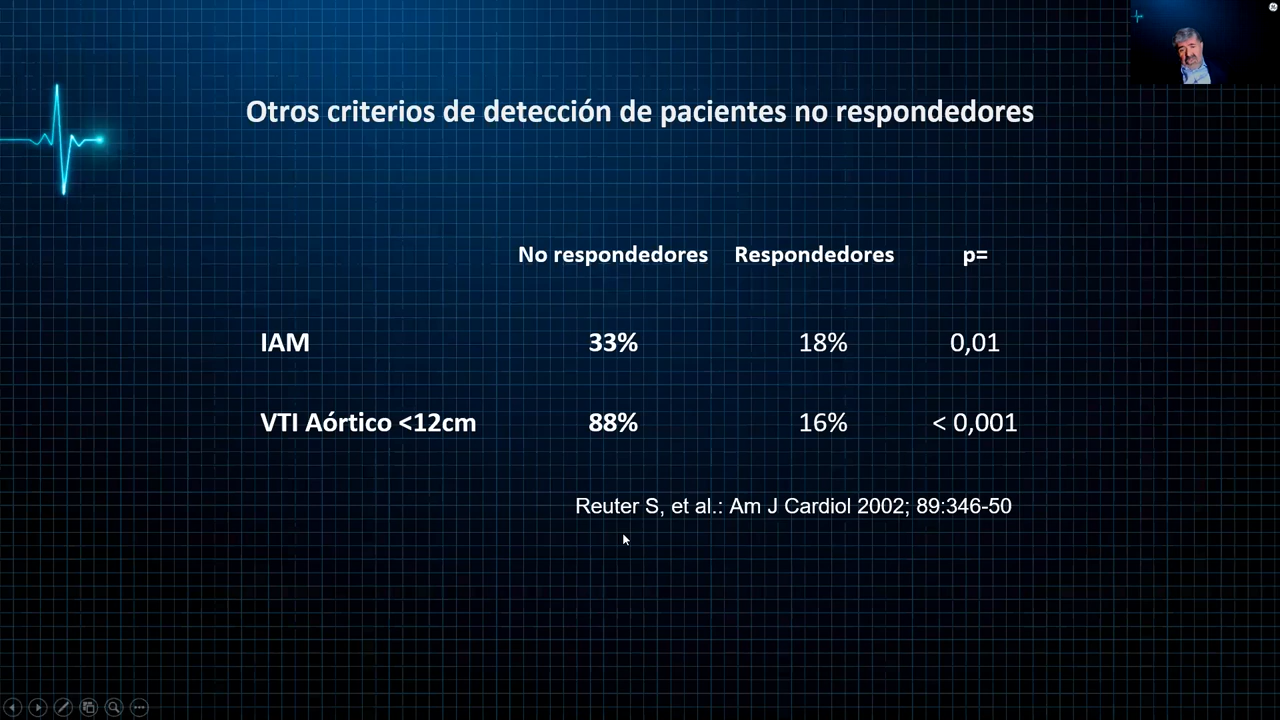 Otros criterios de detección de pacientes no respondedores
No respondedores Respondedores p=
IAM 33% 18% 0,01
VTI Aórtico <12cm 88% 16% < 0,001
Reuter S, et al.: Am J Cardiol 2002; 89:346-50